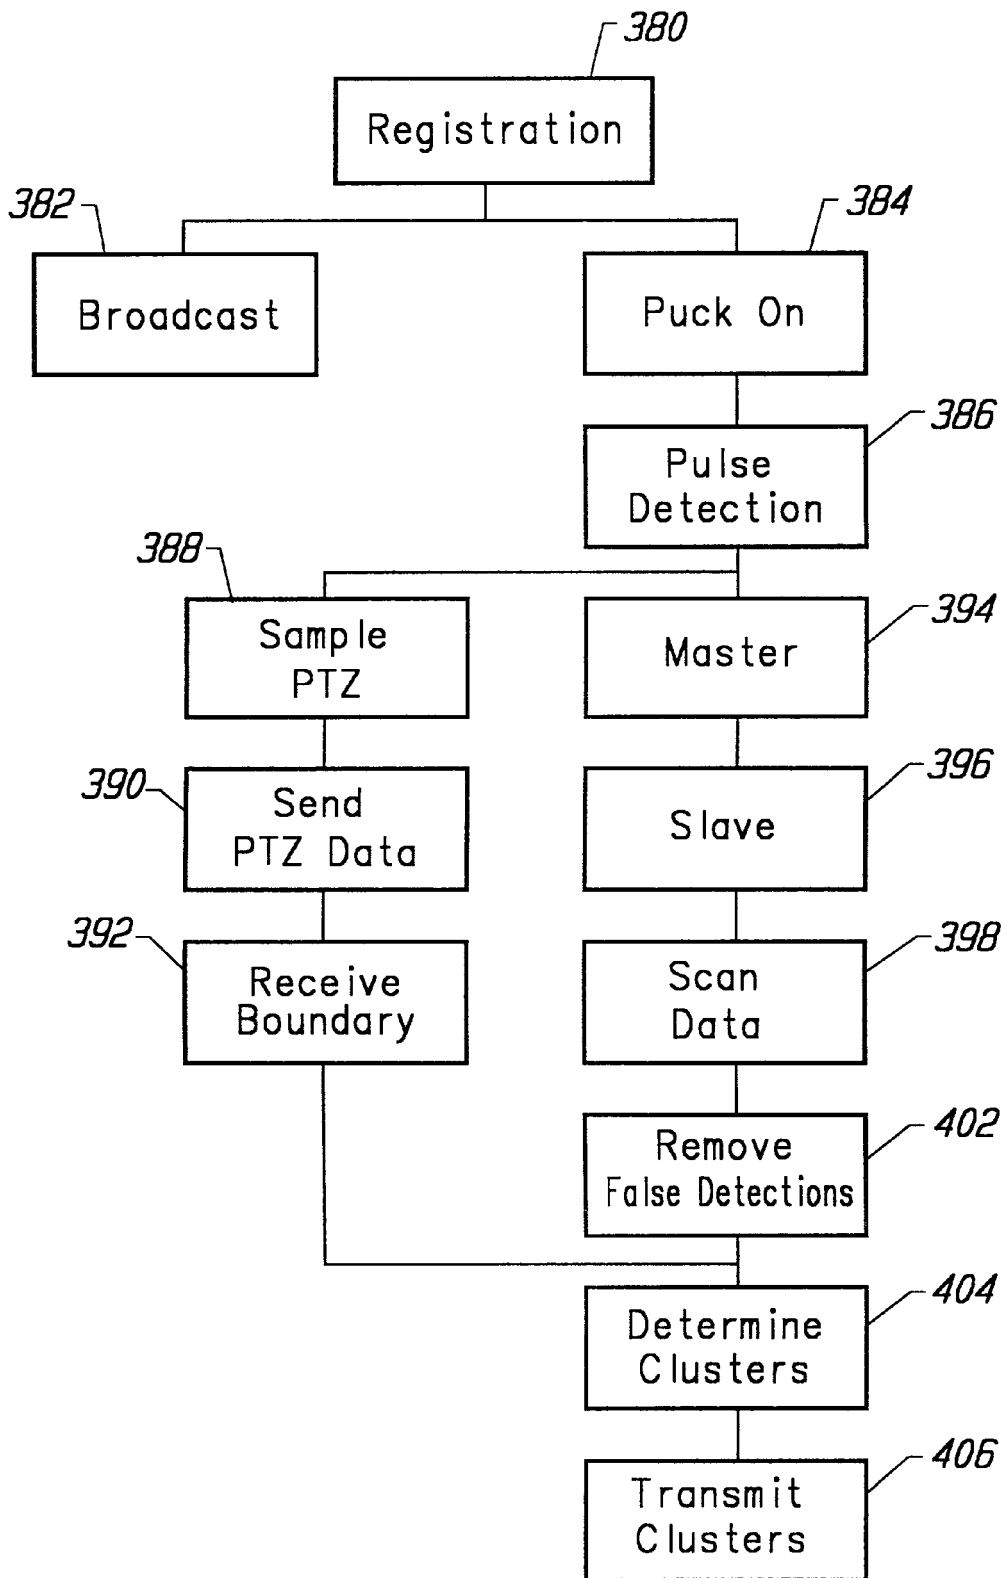 380
Registration
382
384
Broadcast
Puck On
386
Pulse
Detection
388
394
Sample
PTZ
Master
390
396
Send
PTZ Data
Slave
392
398
Receive
Boundary
Scan
Data
402
Remove
False Detections
404
Determine
Clusters
406
Transmit
Clusters